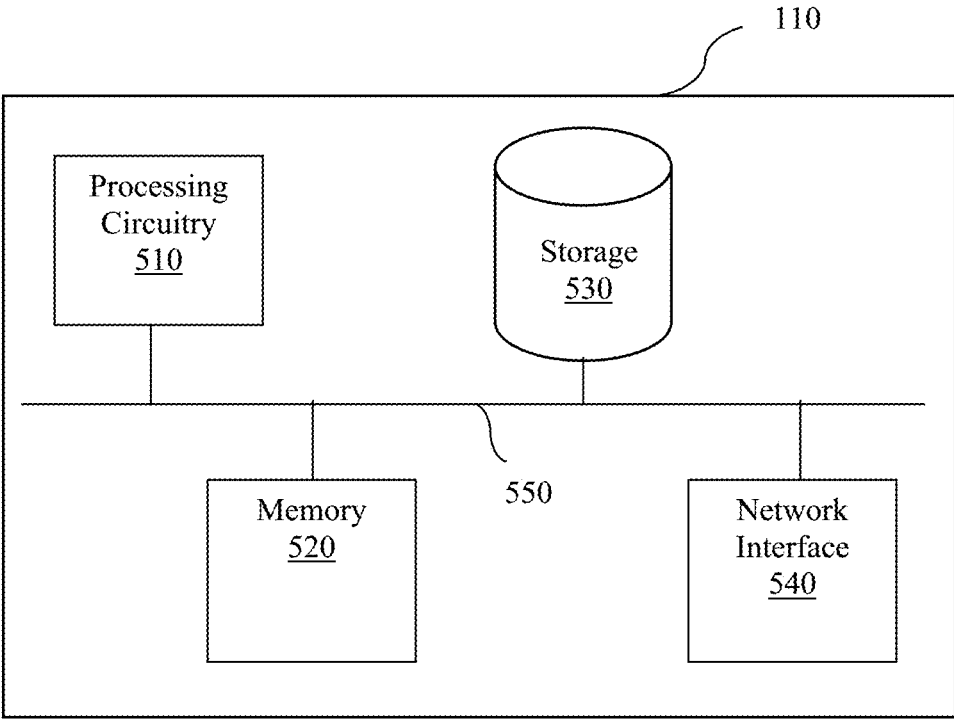 110
Processing
Circuitry
510
Storage
530
550
Memory
520
Network
Interface
540